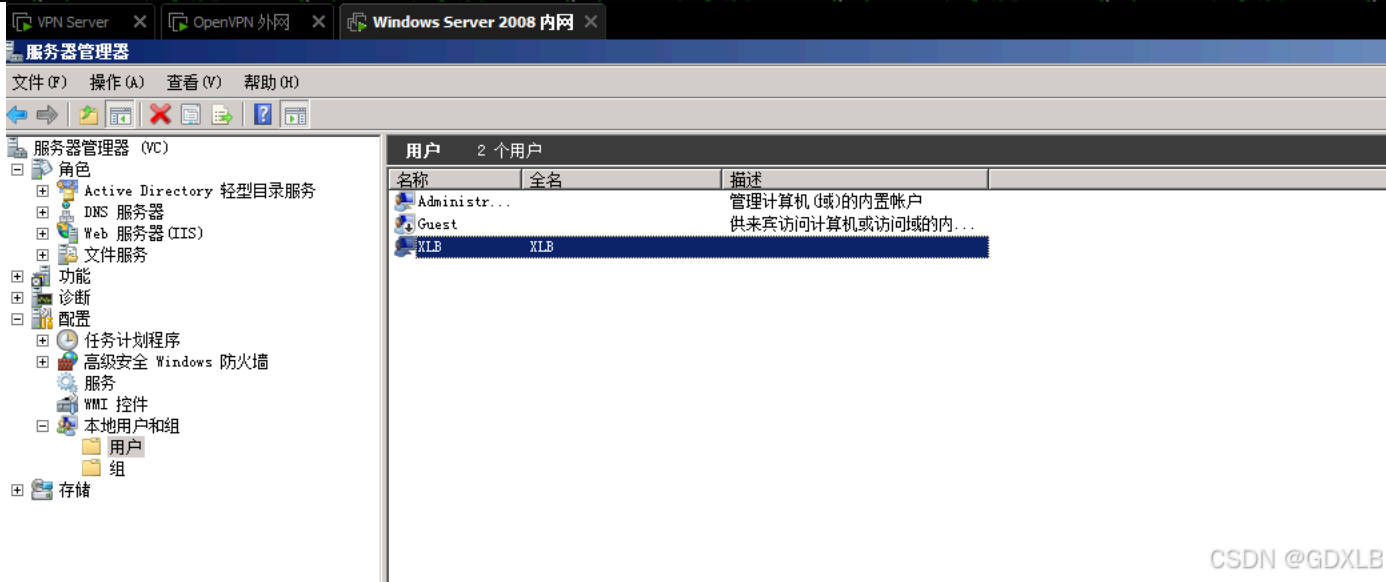 VPN Server OpenVPN 外网 Windows Server 2008 内网
服务器管理器
文件(F) 操作(A) 查看(V) 帮助(H)
服务器管理器 (VC)
角色
Active Directory 轻型目录服务
DNS 服务器
Web 服务器(IIS)
文件服务
功能
诊断
配置
任务计划程序
高级安全 Windows 防火墙
服务
WMI 控件
本地用户和组
用户
组
存储
用户 2 个用户
名称 全名 描述
Administr... 管理计算机(域)的内置帐户
Guest 供来宾访问计算机或访问域的内...
XLB XLB
CSDN @GDXLB